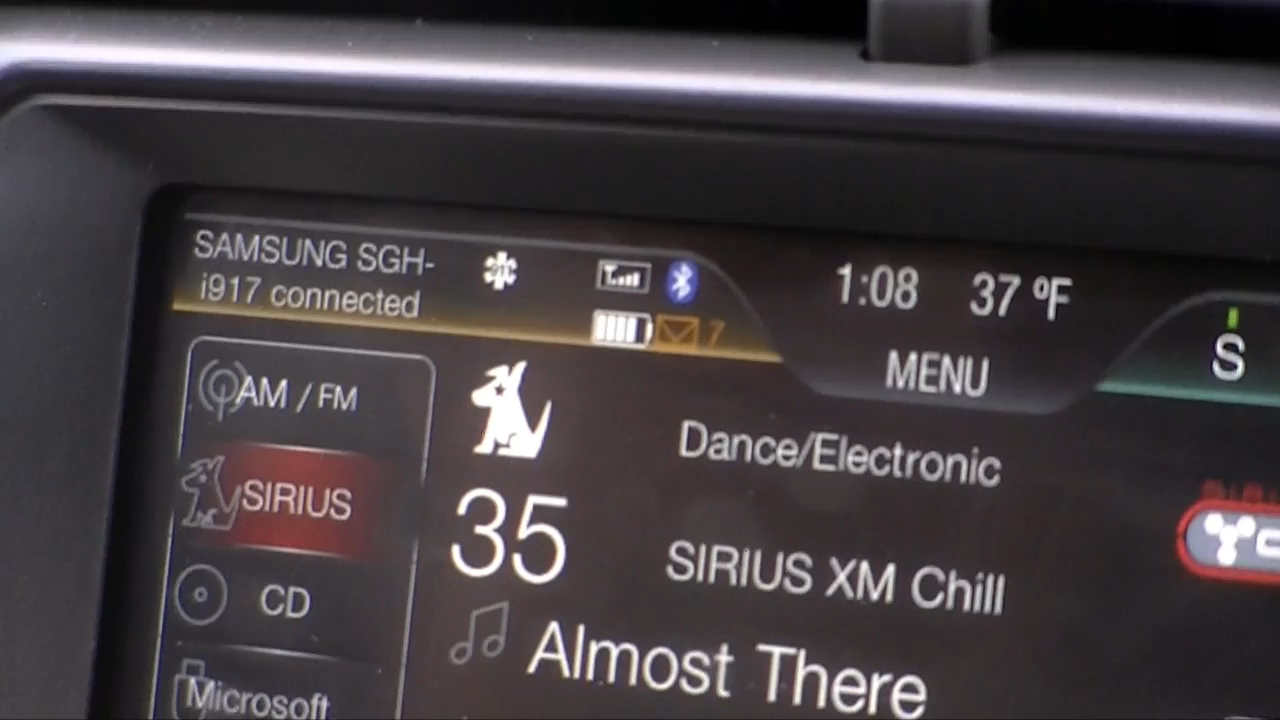 SAMSUNG SGH-
i917 connected
7
1:08 37 ºF
MENU
S
AM / FM
SIRIUS
CD
Microsoft
Dance/Electronic
35
SIRIUS XM Chill
Almost There